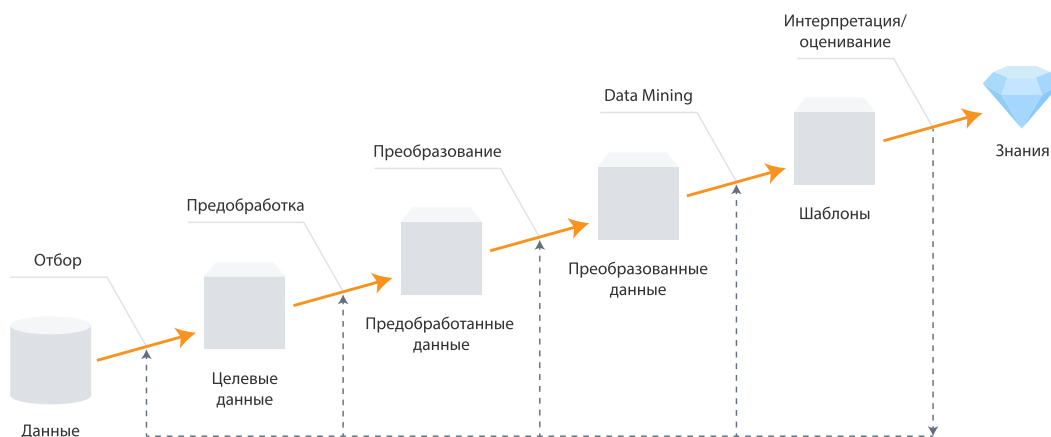 Интерпретация/
оценивание
Data Mining
Знания
Преобразование
Шаблоны
Предобработка
Преобразованные
данные
Отбор
Предобработанные
данные
Целевые
данные
Данные